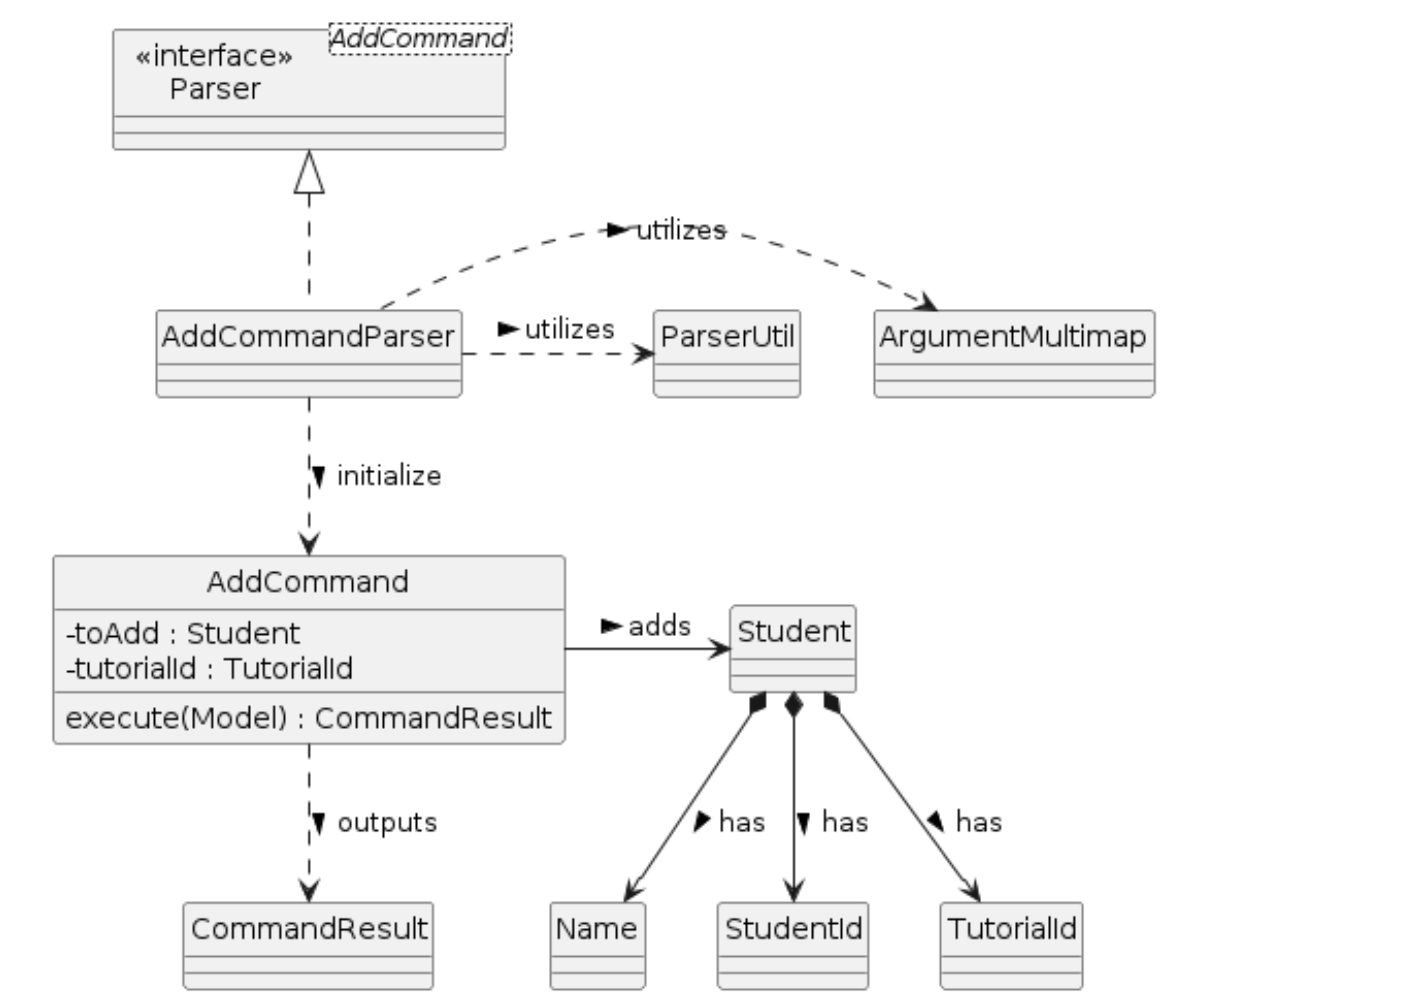 AddCommand
«interface»
Parser
utilizes
AddCommandParser
utilizes
ParserUtil
ArgumentMultimap
initialize
AddCommand
-toAdd : Student
-tutorialId : TutorialId
execute(Model) : CommandResult
adds
Student
outputs
has
has
has
CommandResult
Name
StudentId
TutorialId